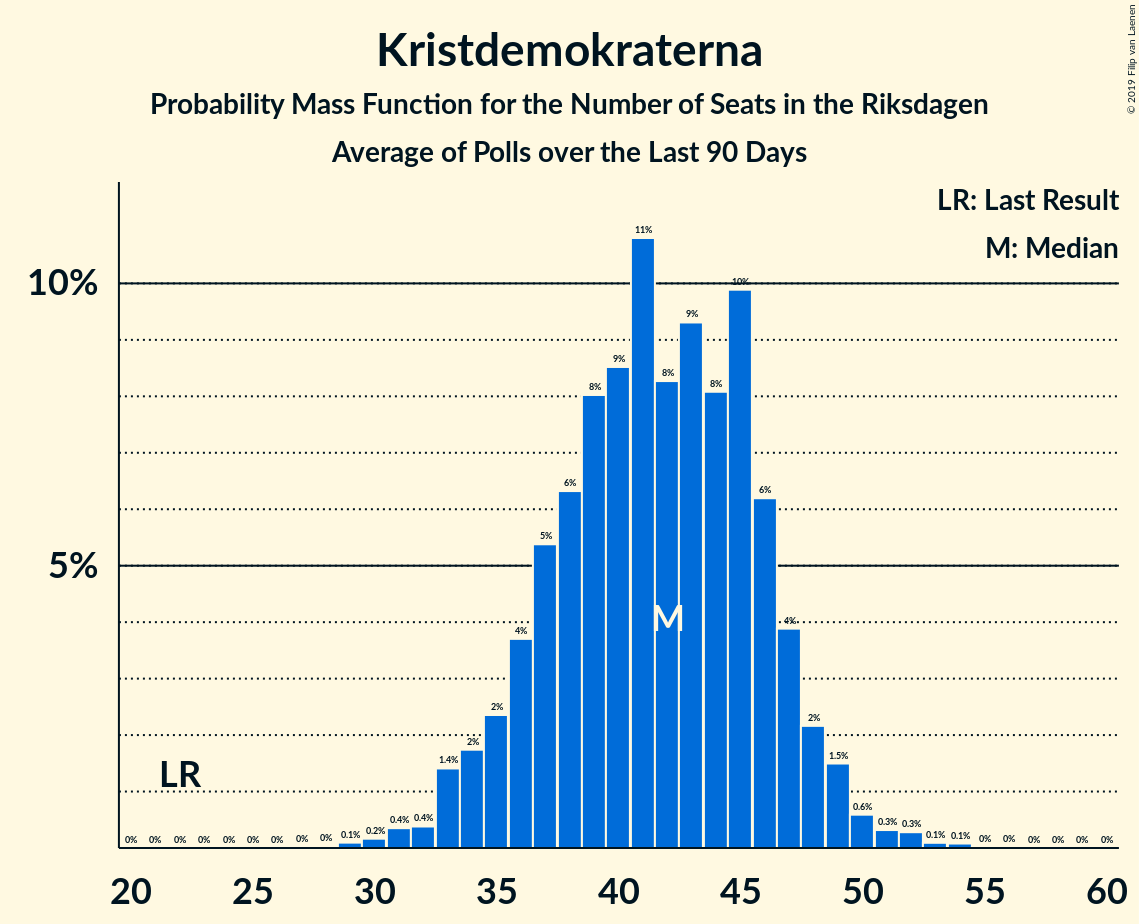 Kristdemokraterna
Probability Mass Function for the Number of Seats in the Riksdagen
Average of Polls over the Last 90 Days
© 2019 Filip van Laenen
LR: Last Result
M: Median
10%
5%
LR
M
0% 0% 0% 0% 0% 0% 0% 0% 0% 0.1% 0.2% 0.4% 0.4% 1.4% 2% 2% 4% 5% 6% 8% 9% 11% 8% 9% 8% 10% 6% 4% 2% 1.5% 0.6% 0.3% 0.3% 0.1% 0.1% 0% 0% 0% 0% 0% 0%
20 25 30 35 40 45 50 55 60